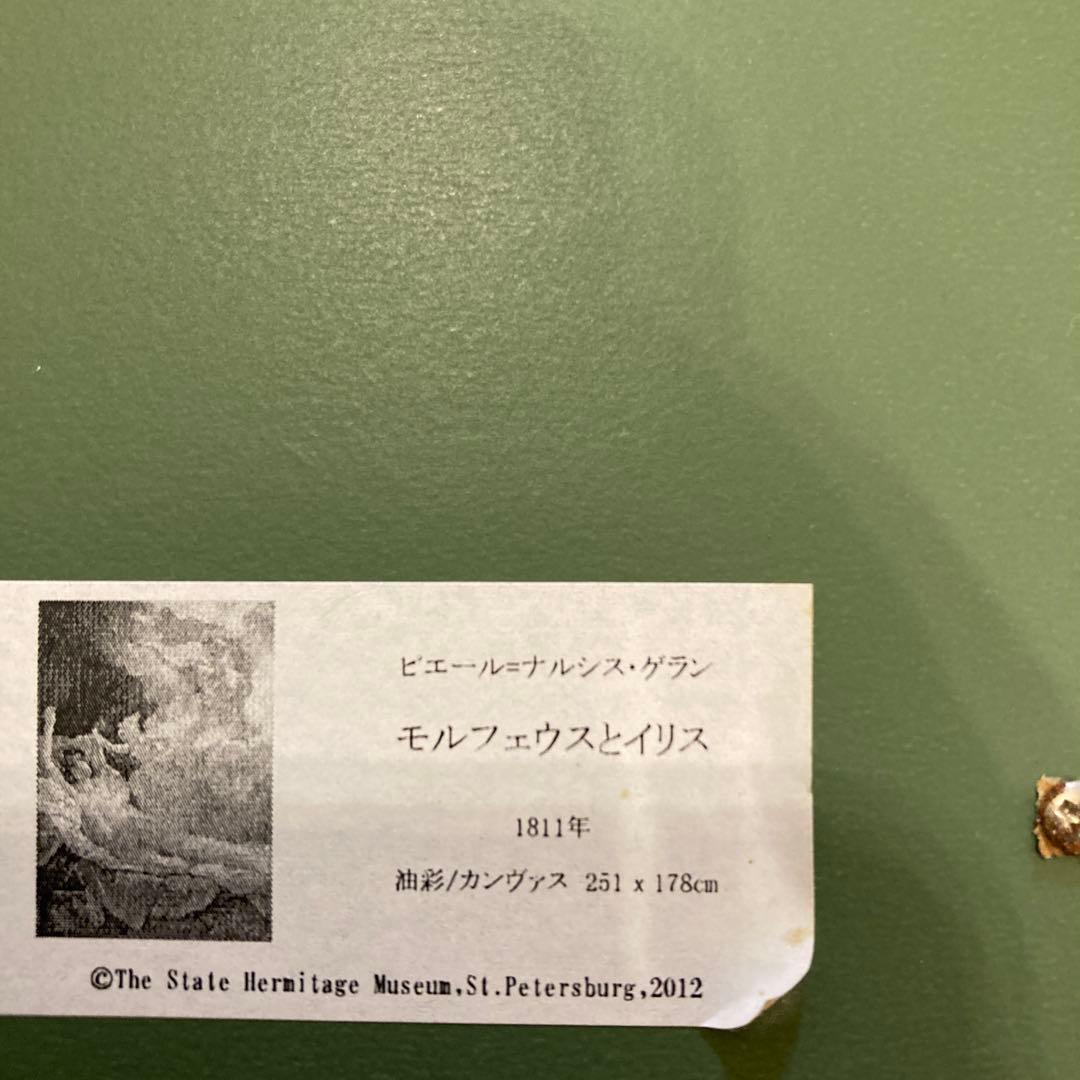 ピエール=ナルシス・ゲラン
モルフェウスとイリス
1811年
油彩/カンヴァス 251 x 178cm
©The State Hermitage Museum,St.Petersburg,2012